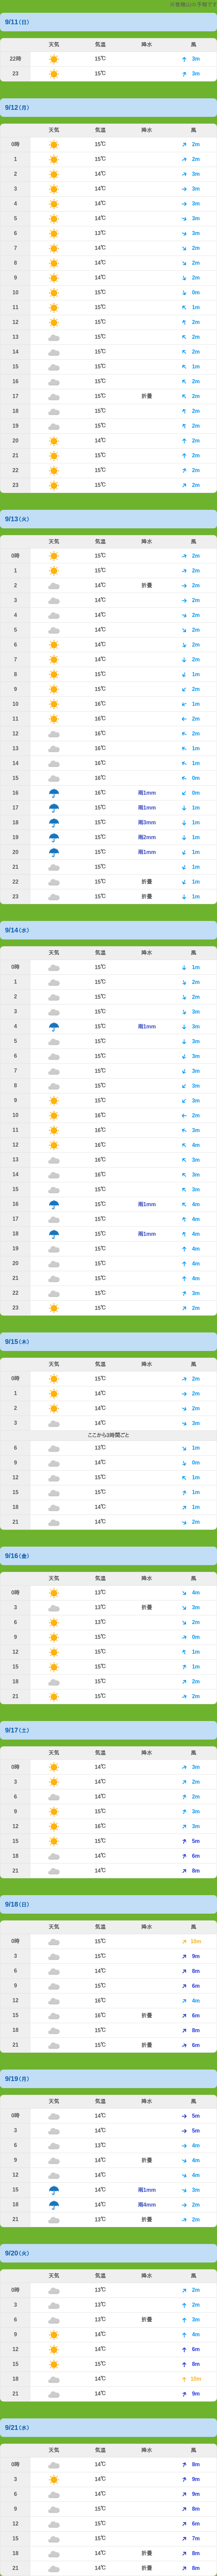 ※磐梯山の予報です
9/11(日)
天気 気温 降水 風
22時 15℃ 3m
23 15℃ 3m
9/12(月)
天気 気温 降水 風
0時 15℃ 2m
1 15℃ 2m
2 14℃ 3m
3 14℃ 3m
4 14℃ 3m
5 14℃ 3m
6 13℃ 3m
7 14℃ 2m
8 14℃ 2m
9 14℃ 2m
10 15℃ 0m
11 15℃ 1m
12 15℃ 2m
13 15℃ 2m
14 15℃ 2m
15 15℃ 1m
16 15℃ 2m
17 15℃ 折畳 2m
18 15℃ 2m
19 15℃ 2m
20 15℃ 2m
21 15℃ 2m
22 15℃ 2m
23 15℃ 2m
9/13(火)
天気 気温 降水 風
0時 15℃ 2m
1 15℃ 2m
2 14℃ 折畳 2m
3 14℃ 2m
4 14℃ 2m
5 14℃ 2m
6 14℃ 2m
7 14℃ 2m
8 15℃ 1m
9 15℃ 2m
10 16℃ 1m
11 16℃ 2m
12 16℃ 2m
13 16℃ 1m
14 16℃ 1m
15 16℃ 0m
16 15℃ 雨1mm 0m
17 15℃ 雨1mm 1m
18 15℃ 雨3mm 1m
19 15℃ 雨2mm 1m
20 15℃ 雨1mm 1m
21 15℃ 1m
22 15℃ 折畳 1m
23 15℃ 折畳 1m
9/14(水)
天気 気温 降水 風
0時 15℃ 1m
1 15℃ 2m
2 15℃ 2m
3 15℃ 3m
4 15℃ 雨1mm 3m
5 15℃ 3m
6 15℃ 3m
7 15℃ 3m
8 15℃ 3m
9 15℃ 3m
10 16℃ 2m
11 16℃ 3m
12 16℃ 4m
13 16℃ 3m
14 16℃ 3m
15 15℃ 3m
16 15℃ 雨1mm 4m
17 15℃ 4m
18 15℃ 雨1mm 4m
19 15℃ 4m
20 15℃ 4m
21 15℃ 4m
22 15℃ 3m
23 15℃ 2m
9/15(木)
天気 気温 降水 風
0時 15℃ 2m
1 14℃ 2m
2 14℃ 2m
3 14℃ 3m
ここから3時間ごと
6 13℃ 1m
9 14℃ 0m
12 15℃ 1m
15 15℃ 1m
18 14℃ 1m
21 14℃ 2m
9/16(金)
天気 気温 降水 風
0時 13℃ 4m
3 13℃ 折畳 3m
6 13℃ 2m
9 15℃ 0m
12 15℃ 1m
15 15℃ 1m
18 15℃ 2m
21 15℃ 2m
9/17(土)
天気 気温 降水 風
0時 14℃ 3m
3 14℃ 2m
6 14℃ 2m
9 15℃ 3m
12 16℃ 3m
15 15℃ 5m
18 14℃ 6m
21 14℃ 8m
9/18(日)
天気 気温 降水 風
0時 15℃ 10m
3 15℃ 9m
6 14℃ 8m
9 15℃ 6m
12 16℃ 4m
15 16℃ 折畳 6m
18 15℃ 8m
21 15℃ 折畳 6m
9/19(月)
天気 気温 降水 風
0時 14℃ 5m
3 14℃ 5m
6 13℃ 4m
9 14℃ 折畳 4m
12 14℃ 4m
15 14℃ 雨1mm 3m
18 14℃ 雨4mm 2m
21 13℃ 折畳 2m
9/20(火)
天気 気温 降水 風
0時 13℃ 2m
3 13℃ 2m
6 13℃ 折畳 3m
9 14℃ 4m
12 14℃ 6m
15 15℃ 8m
18 14℃ 10m
21 14℃ 9m
9/21(水)
天気 気温 降水 風
0時 14℃ 8m
3 14℃ 9m
6 14℃ 9m
9 15℃ 8m
12 15℃ 6m
15 15℃ 7m
18 14℃ 折畳 8m
21 14℃ 折畳 8m